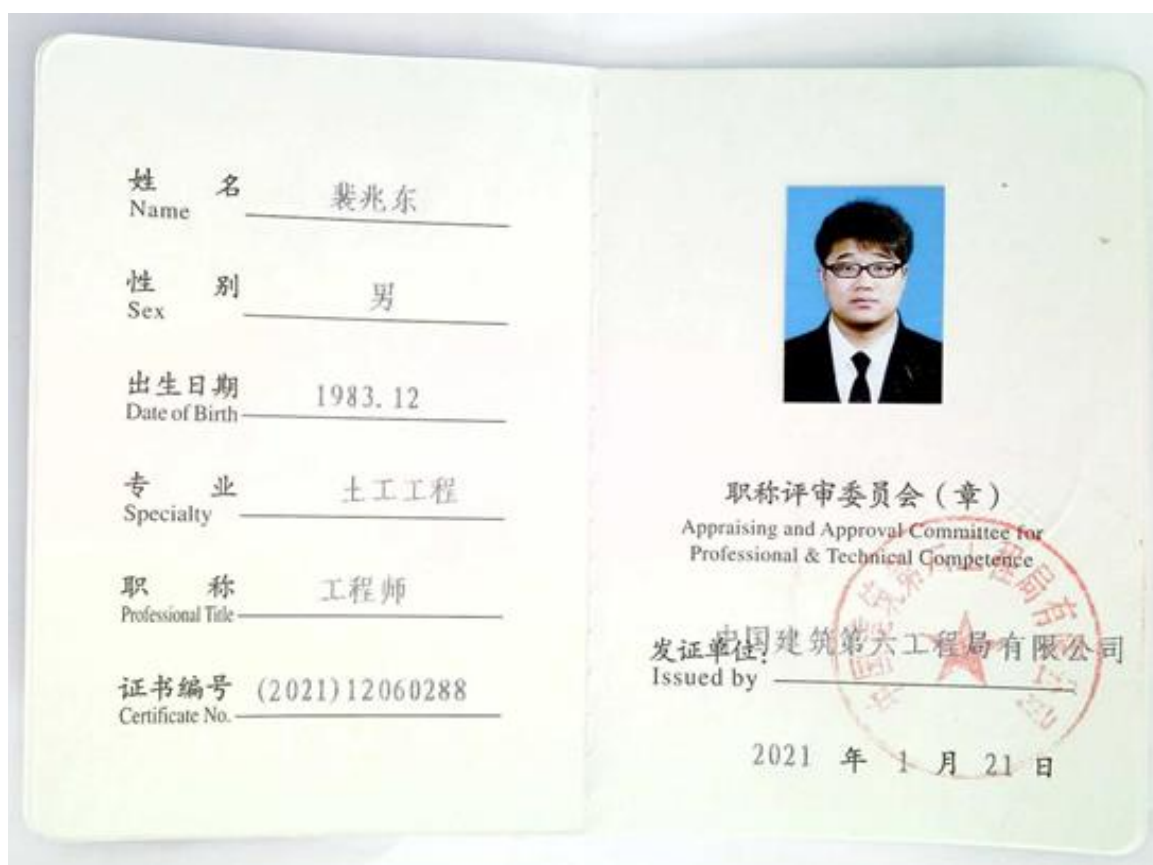 姓 名 裴兆东
Name
性 别 男
Sex
出生日期 1983.12
Date of Birth
专 业 土工工程
Specialty
职 称 工程师
Professional Title
证书编号 (2021)12060288
Certificate No.
职称评审委员会(章)
Appraising and Approval Committee for
Professional & Technical Competence
发证单位: 中国建筑第六工程局有限公司
Issued by
2021 年 1 月 21 日